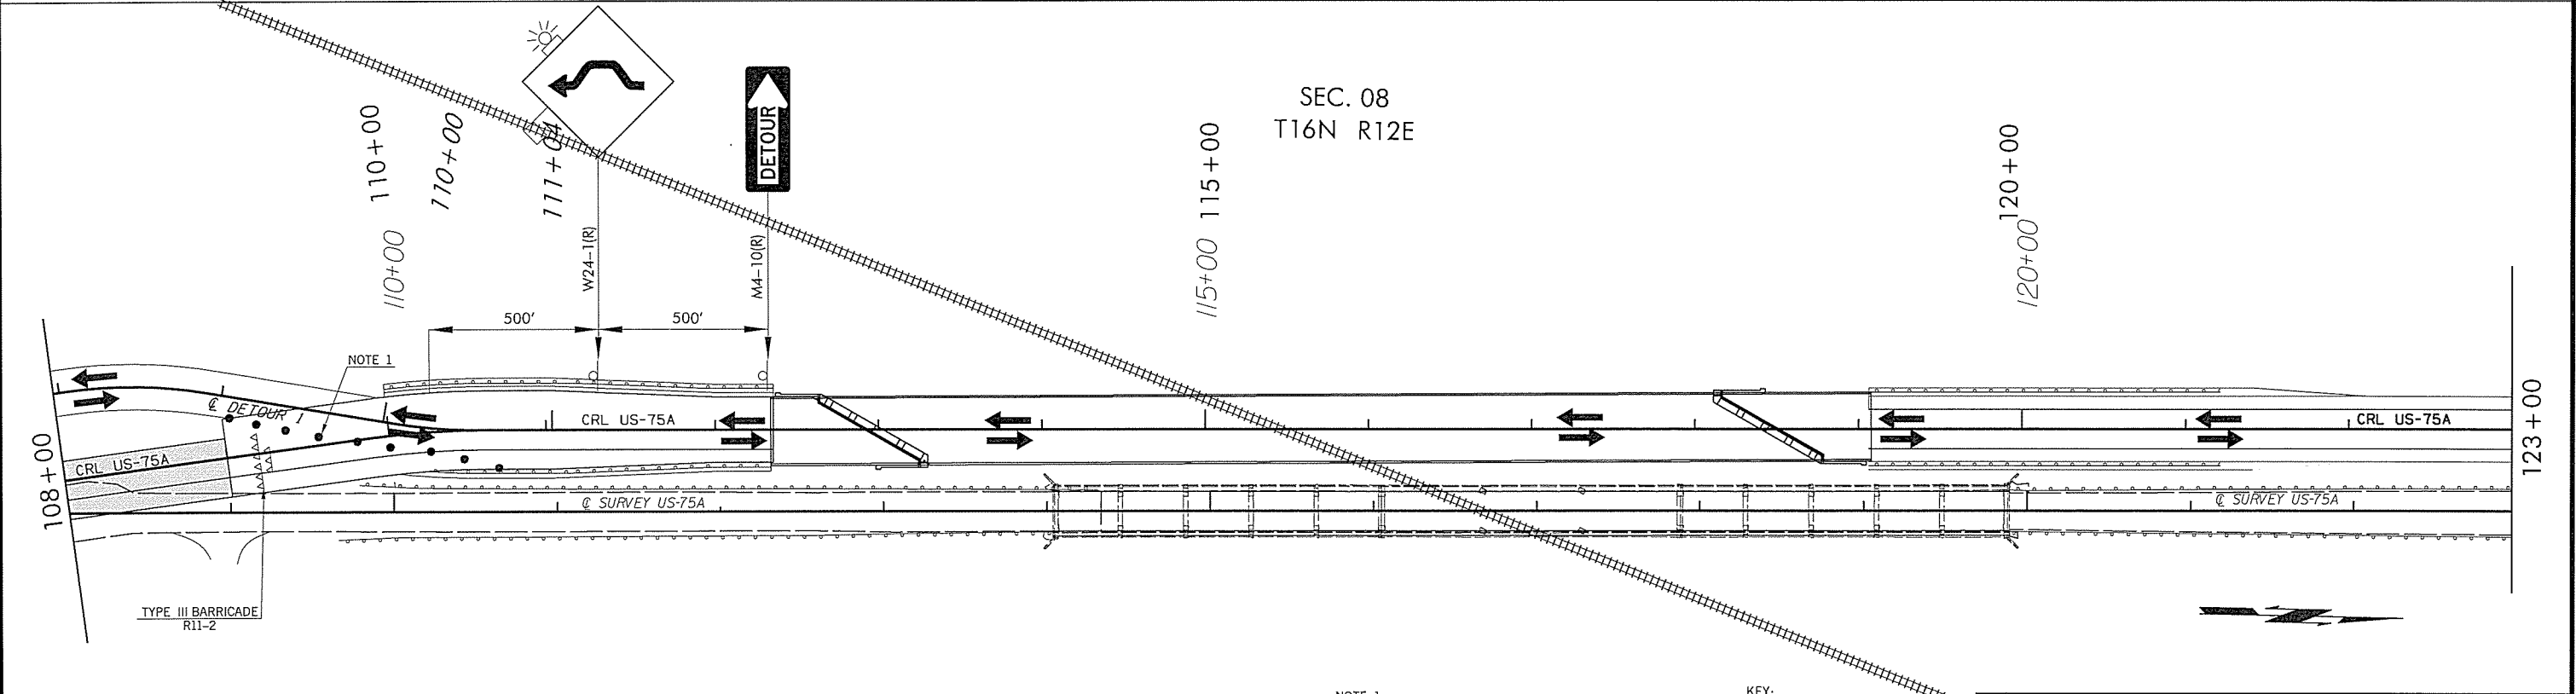 SEC. 08
T16N R12E
DETOUR
110+00
110+00
111+04
110+00
W24-1(R)
M4-10(R)
115+00
115+00
120+00
120+00
500'
500'
NOTE 1
℄ DETOUR 1
CRL US-75A
CRL US-75A
CRL US-75A
108+00
123+00
℄ SURVEY US-75A
℄ SURVEY US-75A
TYPE III BARRICADE
R11-2
NOTE 1
KEY: